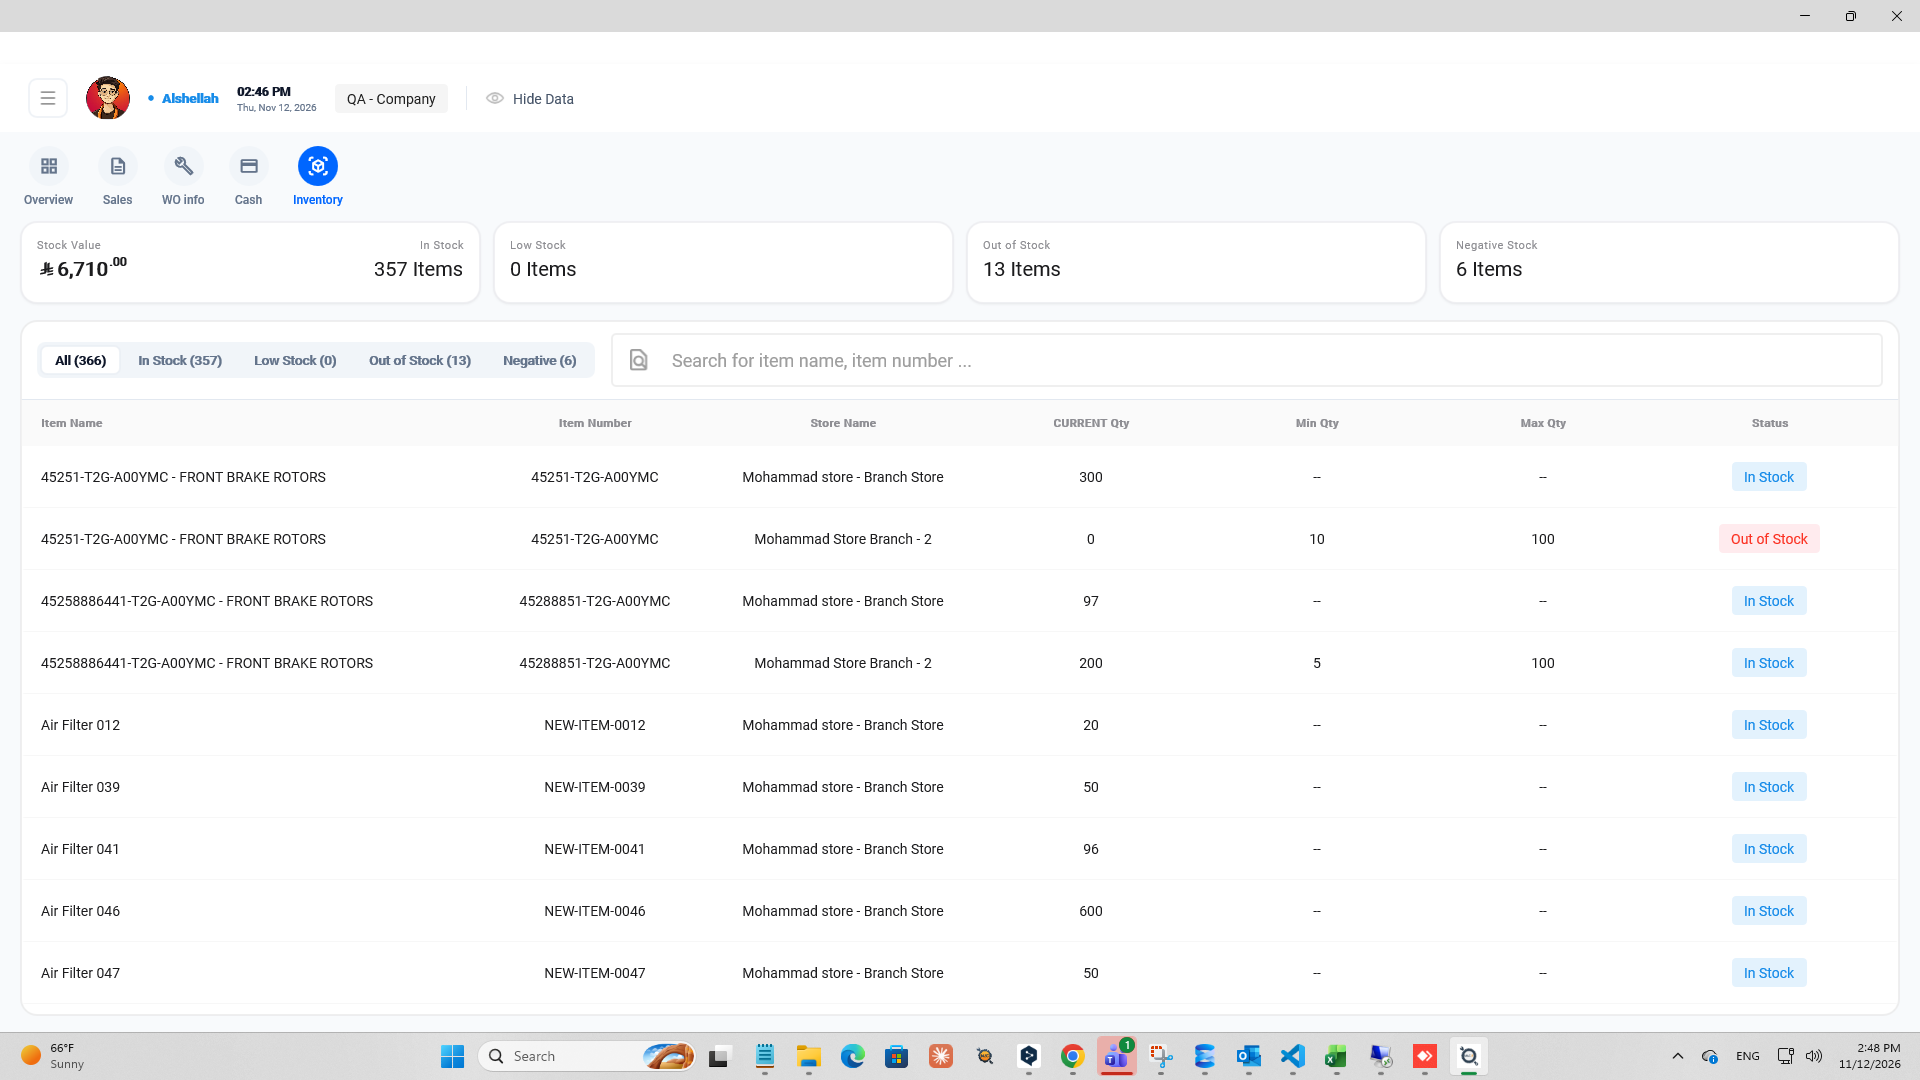 Alshellah
02:46 PM
Thu, Nov 12, 2026
QA - Company
Hide Data
Overview
Sales
WO info
Cash
Inventory
Stock Value
In Stock
6,710.00
357 Items
Low Stock
0 Items
Out of Stock
13 Items
Negative Stock
6 Items
All (366)
In Stock (357)
Low Stock (0)
Out of Stock (13)
Negative (6)
Search for item name, item number ...
Item Name Item Number Store Name CURRENT Qty Min Qty Max Qty Status
45251-T2G-A00YMC - FRONT BRAKE ROTORS 45251-T2G-A00YMC Mohammad store - Branch Store 300 -- -- In Stock
45251-T2G-A00YMC - FRONT BRAKE ROTORS 45251-T2G-A00YMC Mohammad Store Branch - 2 0 10 100 Out of Stock
45258886441-T2G-A00YMC - FRONT BRAKE ROTORS 45288851-T2G-A00YMC Mohammad store - Branch Store 97 -- -- In Stock
45258886441-T2G-A00YMC - FRONT BRAKE ROTORS 45288851-T2G-A00YMC Mohammad Store Branch - 2 200 5 100 In Stock
Air Filter 012 NEW-ITEM-0012 Mohammad store - Branch Store 20 -- -- In Stock
Air Filter 039 NEW-ITEM-0039 Mohammad store - Branch Store 50 -- -- In Stock
Air Filter 041 NEW-ITEM-0041 Mohammad store - Branch Store 96 -- -- In Stock
Air Filter 046 NEW-ITEM-0046 Mohammad store - Branch Store 600 -- -- In Stock
Air Filter 047 NEW-ITEM-0047 Mohammad store - Branch Store 50 -- -- In Stock
66°F
Sunny
Search
1
ENG
2:48 PM
11/12/2026